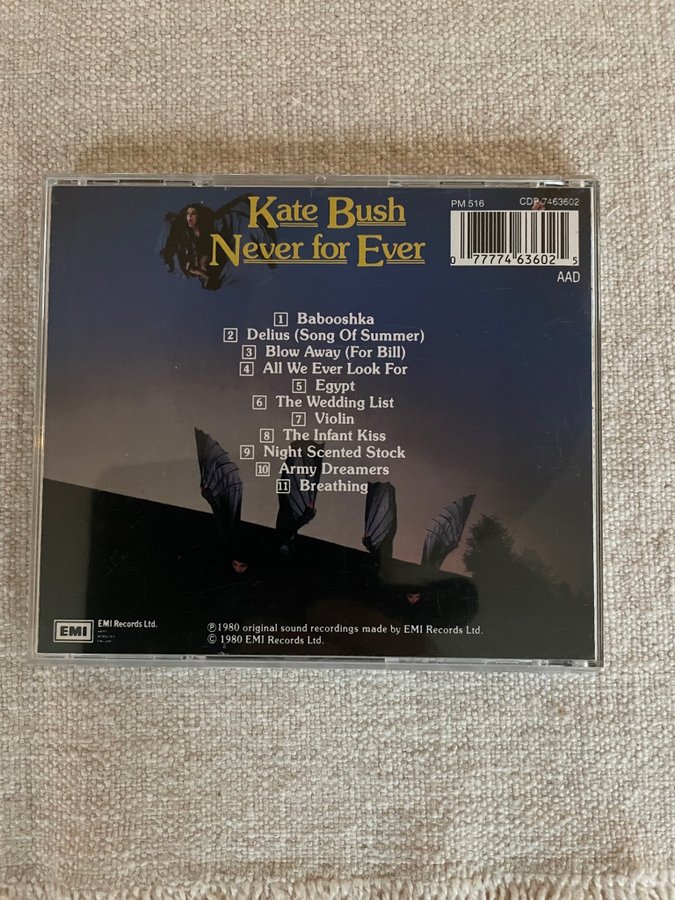 Kate Bush
Never for Ever
PM 516
CDP 7463602
0 77774 63602 5
AAD
1 Babooshka
2 Delius (Song Of Summer)
3 Blow Away (For Bill)
4 All We Ever Look For
5 Egypt
6 The Wedding List
7 Violin
8 The Infant Kiss
9 Night Scented Stock
10 Army Dreamers
11 Breathing
EMI
EMI Records Ltd.
℗ 1980 original sound recordings made by EMI Records Ltd.
© 1980 EMI Records Ltd.